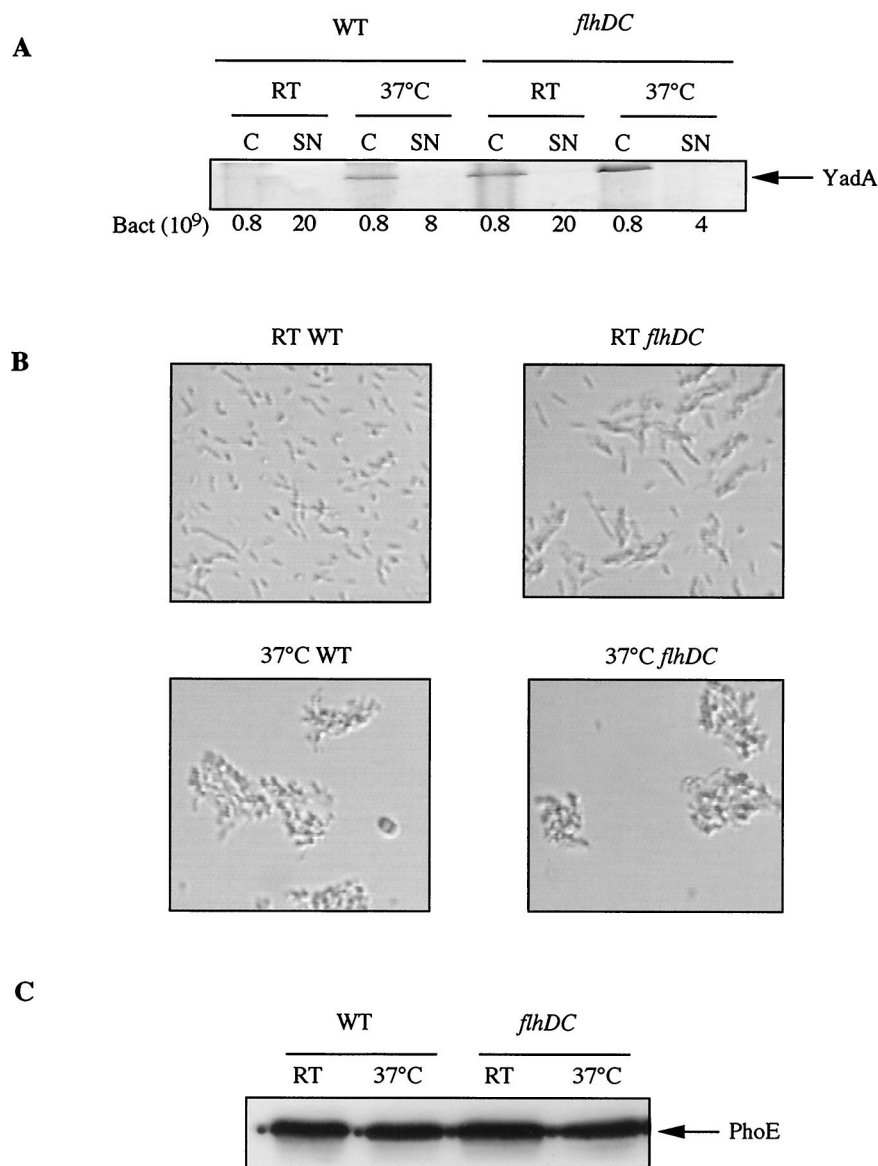 A
WT flhDC
RT 37°C RT 37°C
C SN C SN C SN C SN
YadA
Bact (10⁹) 0.8 20 0.8 8 0.8 20 0.8 4
B
RT WT RT flhDC
37°C WT 37°C flhDC
C
WT flhDC
RT 37°C RT 37°C
PhoE